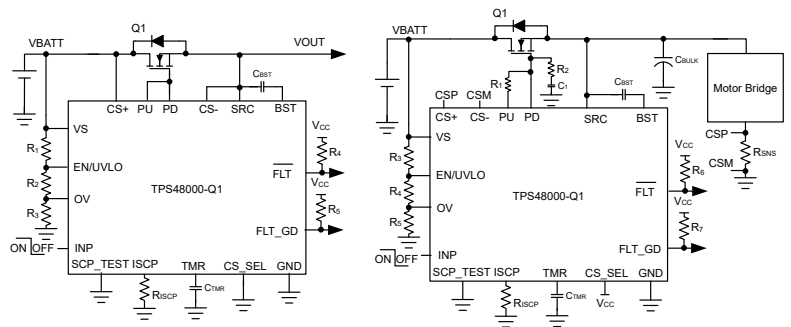 Q1
VBATT
VOUT
CBST
CS+
PU
PD
CS-
SRC
BST
VS
R1
EN/UVLO
R2
OV
R3
ON
OFF
INP
TPS48000-Q1
VCC
R4
FLT
VCC
R5
FLT_GD
SCP_TEST
ISCP
TMR
CS_SEL
GND
RISCP
CTMR
Q1
VBATT
CBULK
Motor Bridge
R2
R1
C1
CBST
CSP
CSM
CS+
CS-
PU
PD
SRC
BST
CSP
RSNS
CSM
VS
R3
EN/UVLO
R4
OV
R5
ON
OFF
INP
TPS48000-Q1
VCC
R6
FLT
VCC
R7
FLT_GD
SCP_TEST
ISCP
TMR
CS_SEL
GND
RISCP
CTMR
VCC